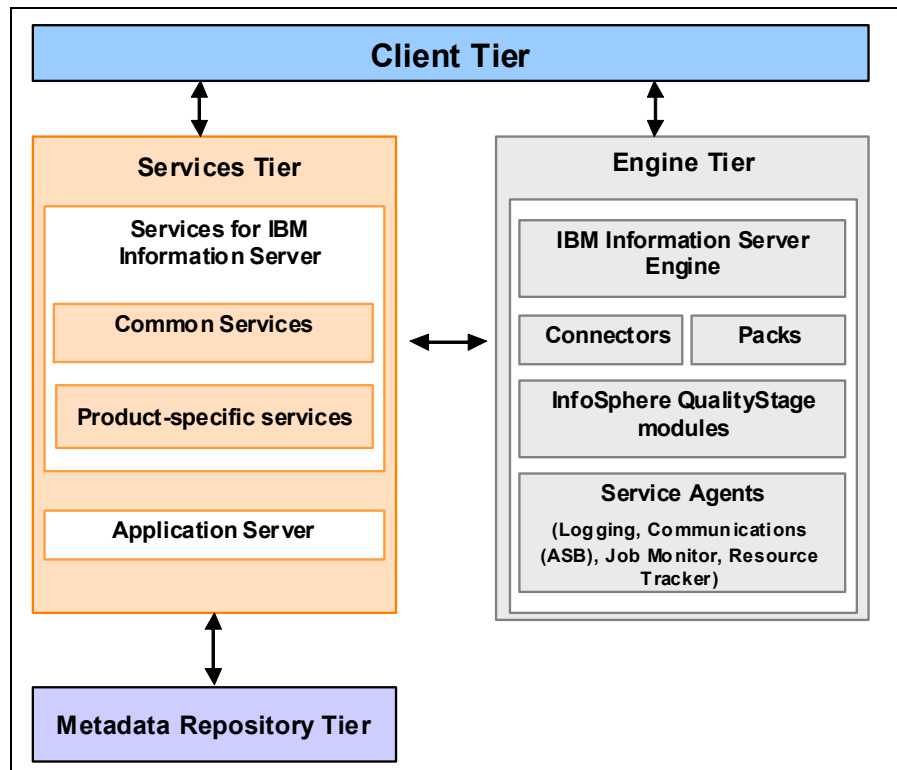 Client Tier
Services Tier
Services for IBM
Information Server
Common Services
Product-specific services
Application Server
Engine Tier
IBM Information Server
Engine
Connectors
Packs
InfoSphere QualityStage
modules
Service Agents
(Logging, Communications
(ASB), Job Monitor, Resource
Tracker)
Metadata Repository Tier